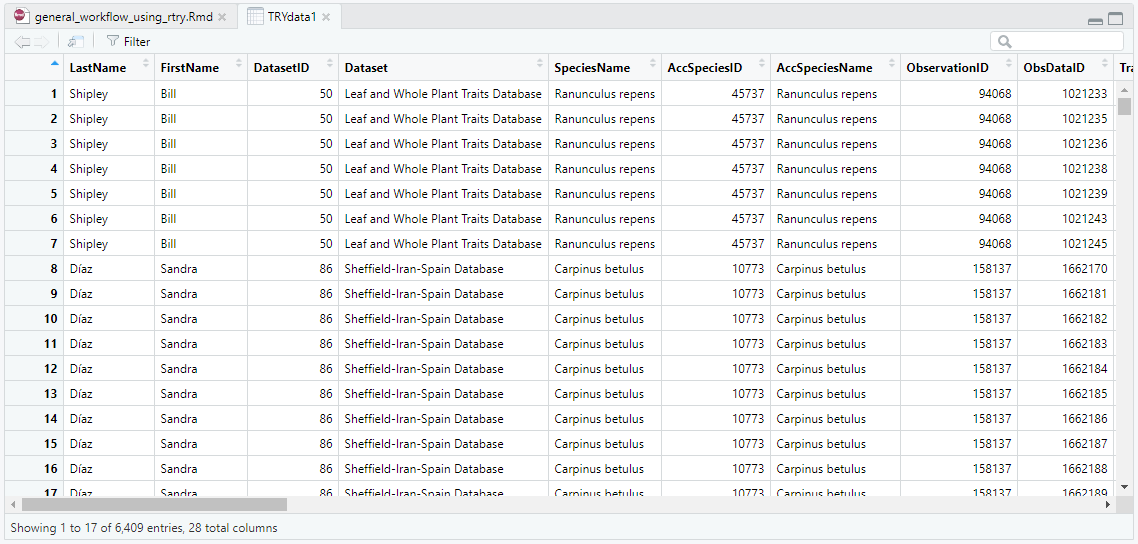 general_workflow_using_rtry.Rmd TRYdata1
Filter
LastName FirstName DatasetID Dataset SpeciesName AccSpeciesID AccSpeciesName ObservationID ObsDataID Tra
1 Shipley Bill 50 Leaf and Whole Plant Traits Database Ranunculus repens 45737 Ranunculus repens 94068 1021233
2 Shipley Bill 50 Leaf and Whole Plant Traits Database Ranunculus repens 45737 Ranunculus repens 94068 1021235
3 Shipley Bill 50 Leaf and Whole Plant Traits Database Ranunculus repens 45737 Ranunculus repens 94068 1021236
4 Shipley Bill 50 Leaf and Whole Plant Traits Database Ranunculus repens 45737 Ranunculus repens 94068 1021238
5 Shipley Bill 50 Leaf and Whole Plant Traits Database Ranunculus repens 45737 Ranunculus repens 94068 1021239
6 Shipley Bill 50 Leaf and Whole Plant Traits Database Ranunculus repens 45737 Ranunculus repens 94068 1021243
7 Shipley Bill 50 Leaf and Whole Plant Traits Database Ranunculus repens 45737 Ranunculus repens 94068 1021245
8 Díaz Sandra 86 Sheffield-Iran-Spain Database Carpinus betulus 10773 Carpinus betulus 158137 1662170
9 Díaz Sandra 86 Sheffield-Iran-Spain Database Carpinus betulus 10773 Carpinus betulus 158137 1662181
10 Díaz Sandra 86 Sheffield-Iran-Spain Database Carpinus betulus 10773 Carpinus betulus 158137 1662182
11 Díaz Sandra 86 Sheffield-Iran-Spain Database Carpinus betulus 10773 Carpinus betulus 158137 1662183
12 Díaz Sandra 86 Sheffield-Iran-Spain Database Carpinus betulus 10773 Carpinus betulus 158137 1662184
13 Díaz Sandra 86 Sheffield-Iran-Spain Database Carpinus betulus 10773 Carpinus betulus 158137 1662185
14 Díaz Sandra 86 Sheffield-Iran-Spain Database Carpinus betulus 10773 Carpinus betulus 158137 1662186
15 Díaz Sandra 86 Sheffield-Iran-Spain Database Carpinus betulus 10773 Carpinus betulus 158137 1662187
16 Díaz Sandra 86 Sheffield-Iran-Spain Database Carpinus betulus 10773 Carpinus betulus 158137 1662188
17 Díaz Sandra 86 Sheffield-Iran-Spain Database Carpinus betulus 10773 Carpinus betulus 158137 1662189
Showing 1 to 17 of 6,409 entries, 28 total columns